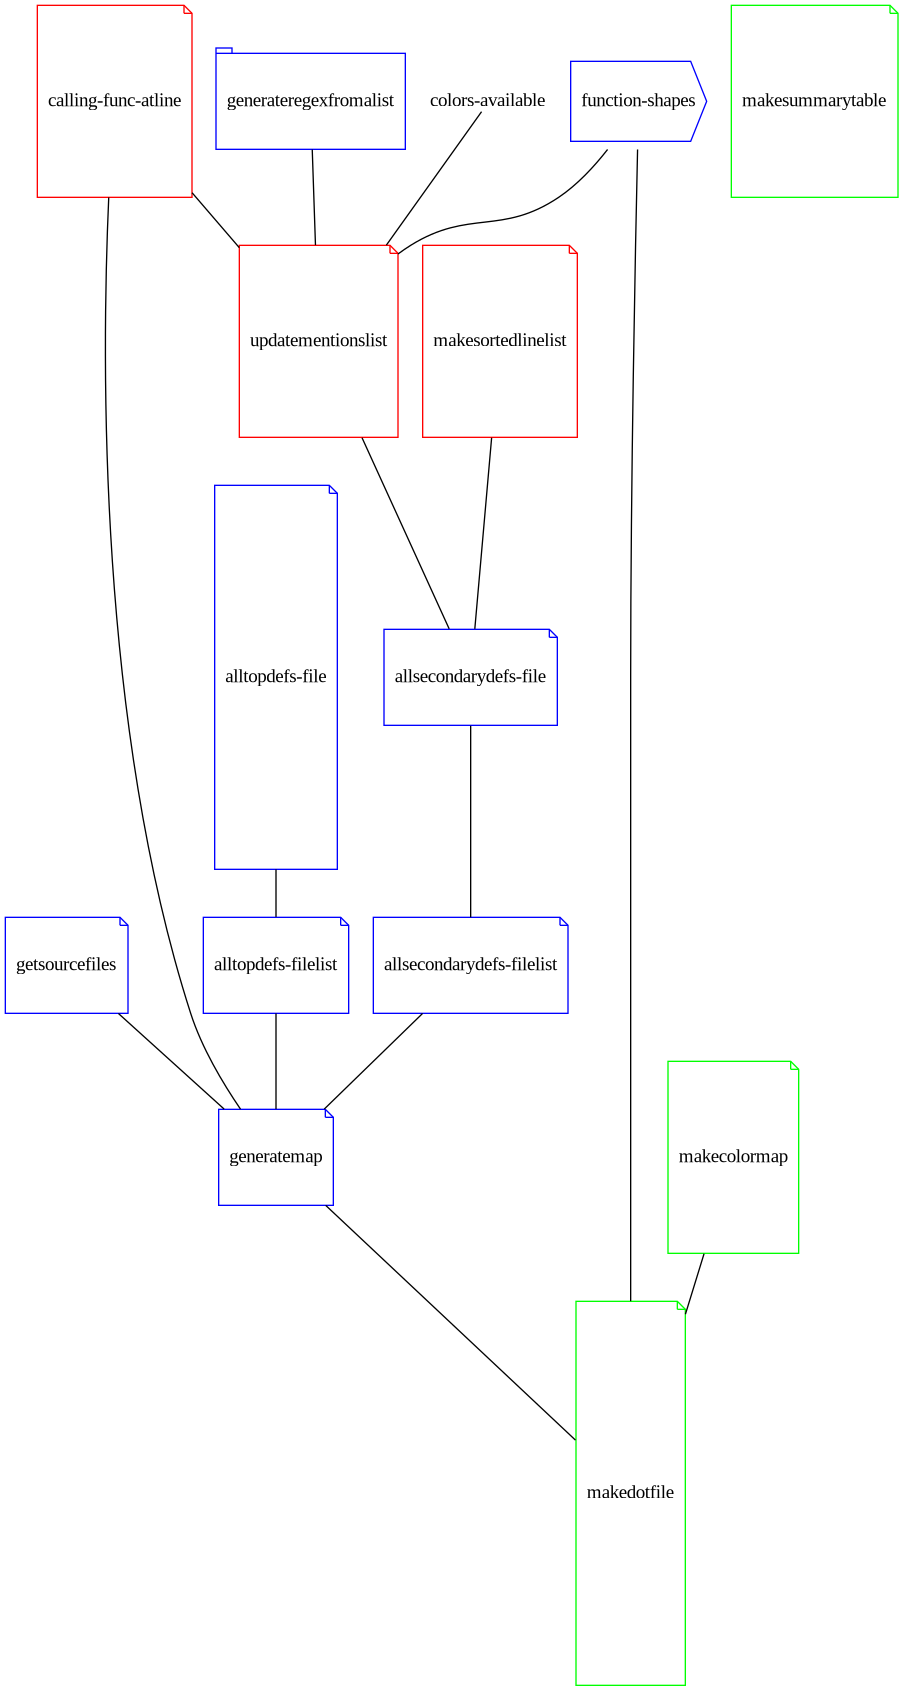 calling-func-atline
generateregexfromalist
colors-available
function-shapes
makesummarytable
updatementionslist
makesortedlinelist
alltopdefs-file
allsecondarydefs-file
getsourcefiles
alltopdefs-filelist
allsecondarydefs-filelist
generatemap
makecolormap
makedotfile